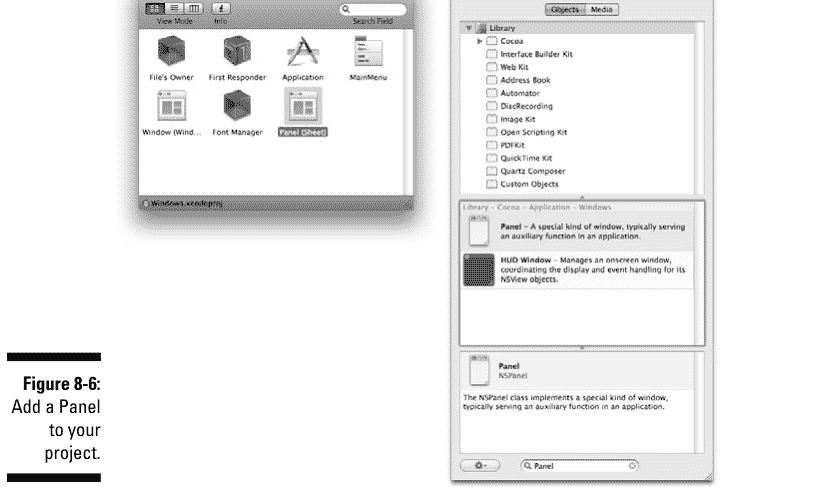 View Mode
Info
Search Field
File's Owner
First Responder
Application
MainMenu
Window (Wind...
Font Manager
Panel (Sheet)
Windows.xcodeproj
Objects
Media
Library
Cocoa
Interface Builder Kit
Web Kit
Address Book
Automator
DiscRecording
Image Kit
Open Scripting Kit
PDFKit
QuickTime Kit
Quartz Composer
Custom Objects
Library - Cocoa - Application - Windows
Panel - A special kind of window, typically serving
an auxiliary function in an application.
HUD Window - Manages an onscreen window,
coordinating the display and event handling for its
NSView objects.
Panel
NSPanel
The NSPanel class implements a special kind of window,
typically serving an auxiliary function in an application.
Panel
Figure 8-6:
Add a Panel
to your
project.